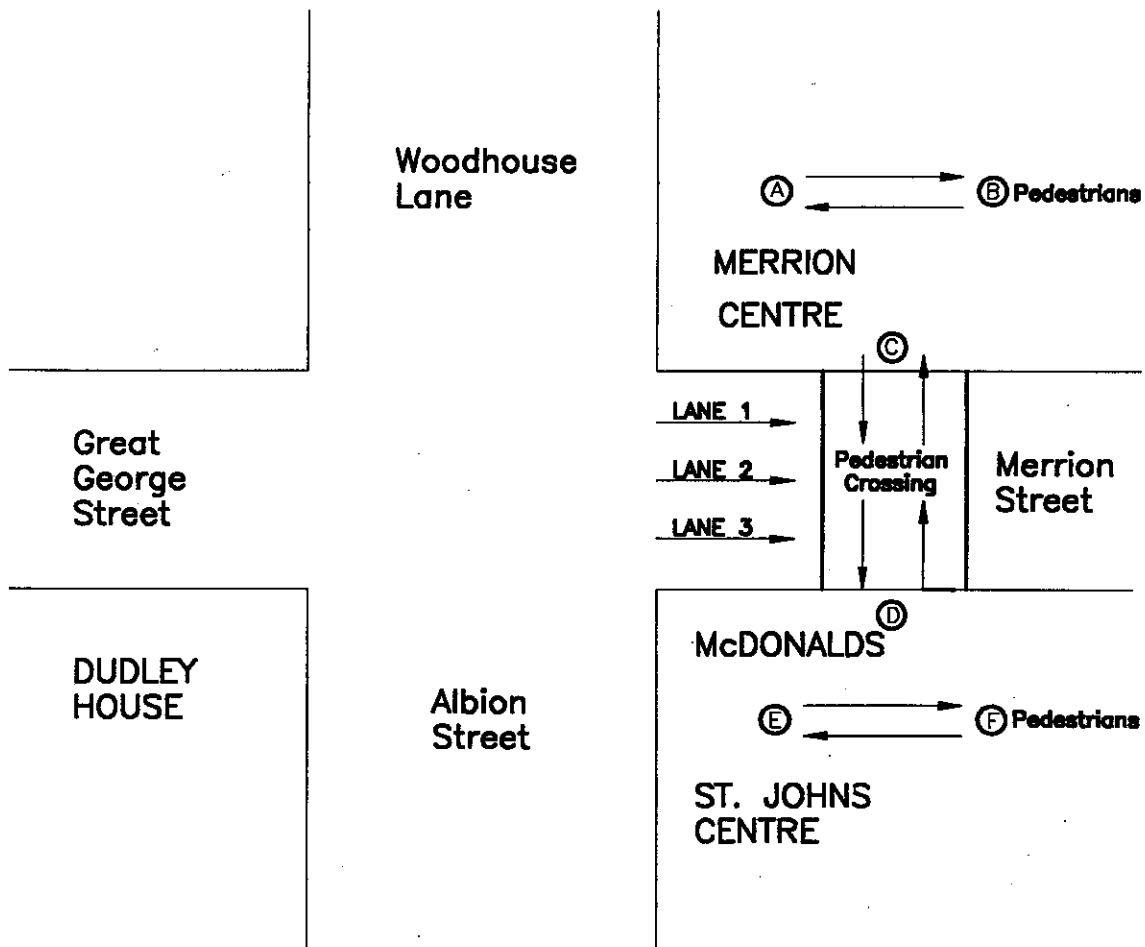 Woodhouse
Lane
A
B Pedestrians
MERRION
CENTRE
C
Great
George
Street
LANE 1
LANE 2
LANE 3
Pedestrian
Crossing
Merrion
Street
D
McDONALDS
DUDLEY
HOUSE
Albion
Street
E
F Pedestrians
ST. JOHNS
CENTRE